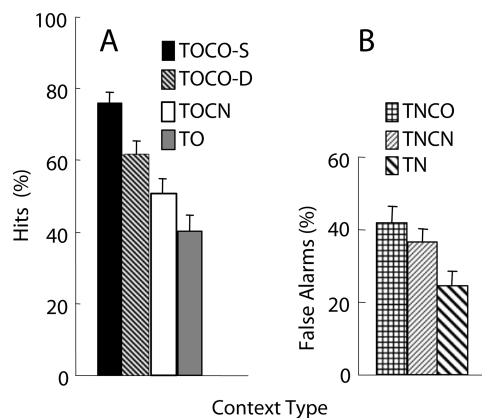 A
TOCO-S
TOCO-D
TOCN
TO
Hits (%)
100
80
60
40
20
0
B
TNCO
TNCN
TN
False Alarms (%)
60
40
20
0
Context Type